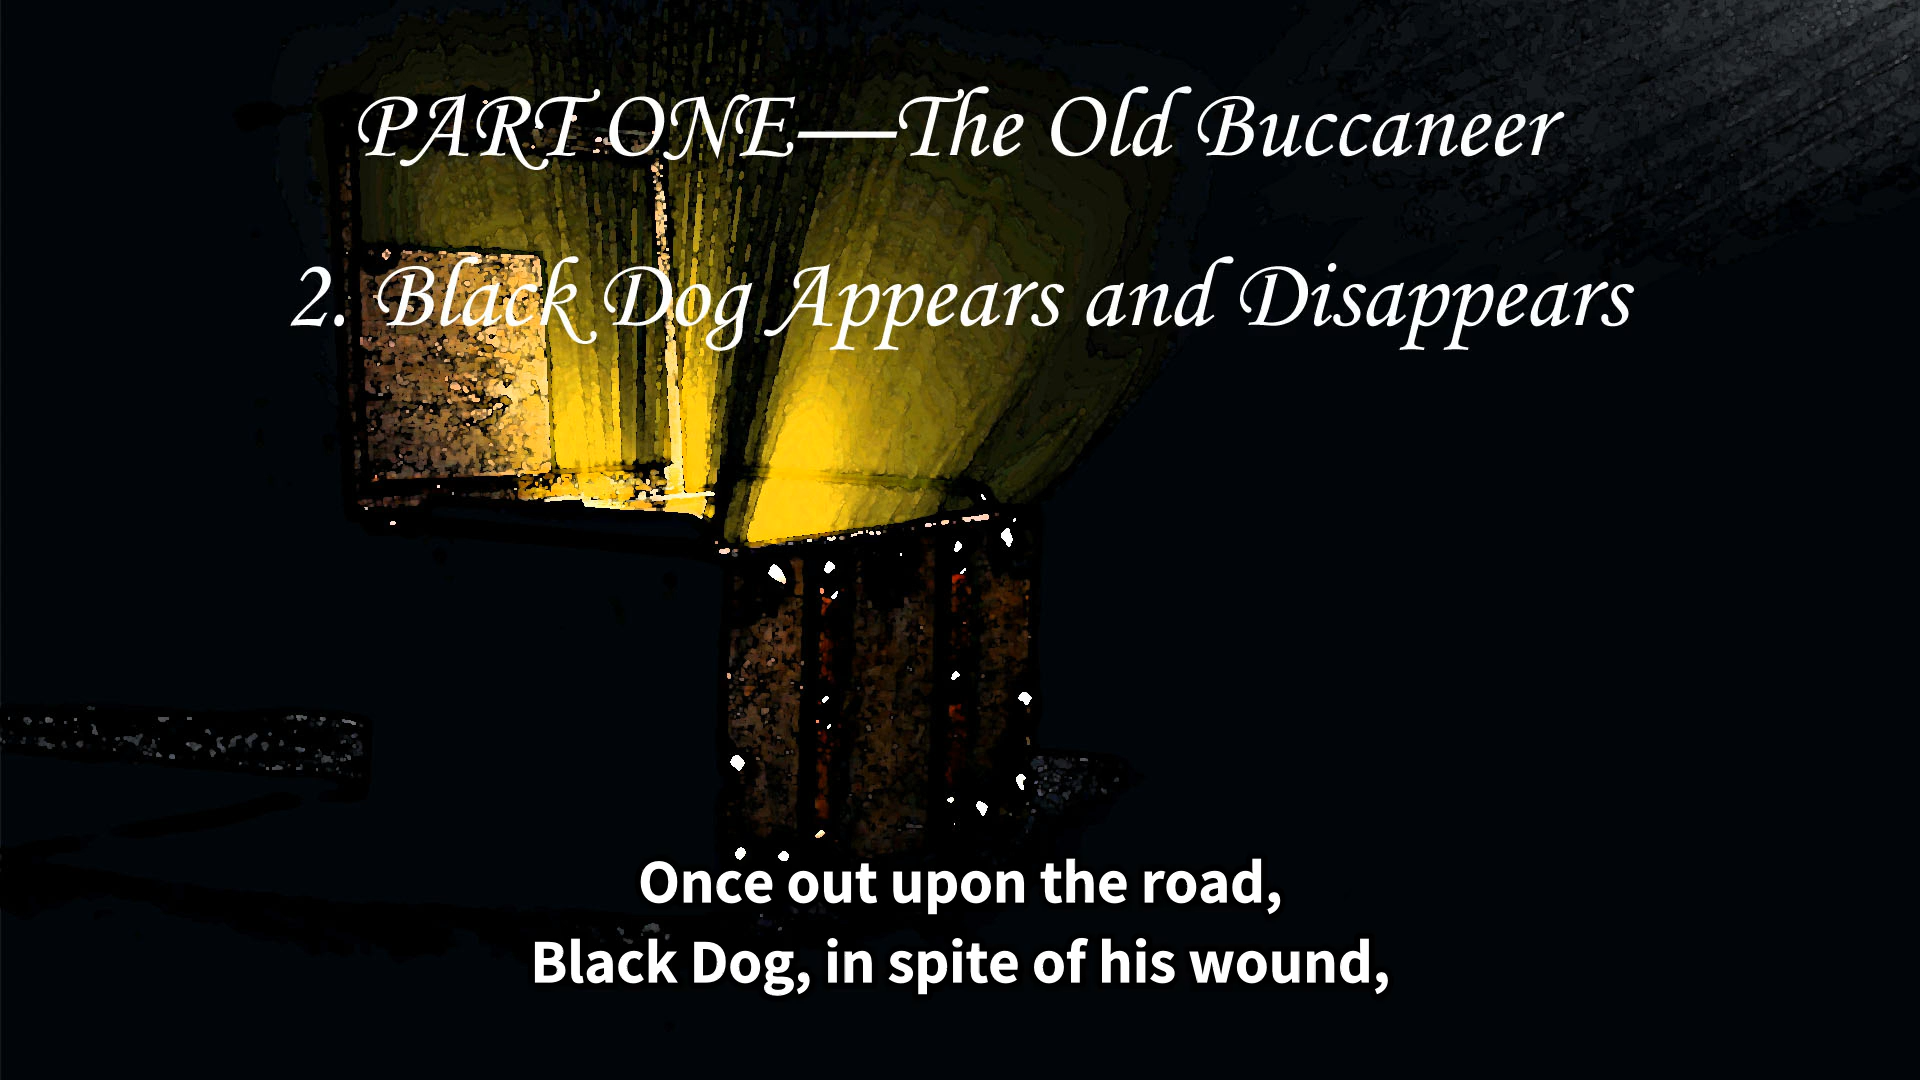 PART ONE—The Old Buccaneer
2. Black Dog Appears and Disappears
Once out upon the road,
Black Dog, in spite of his wound,